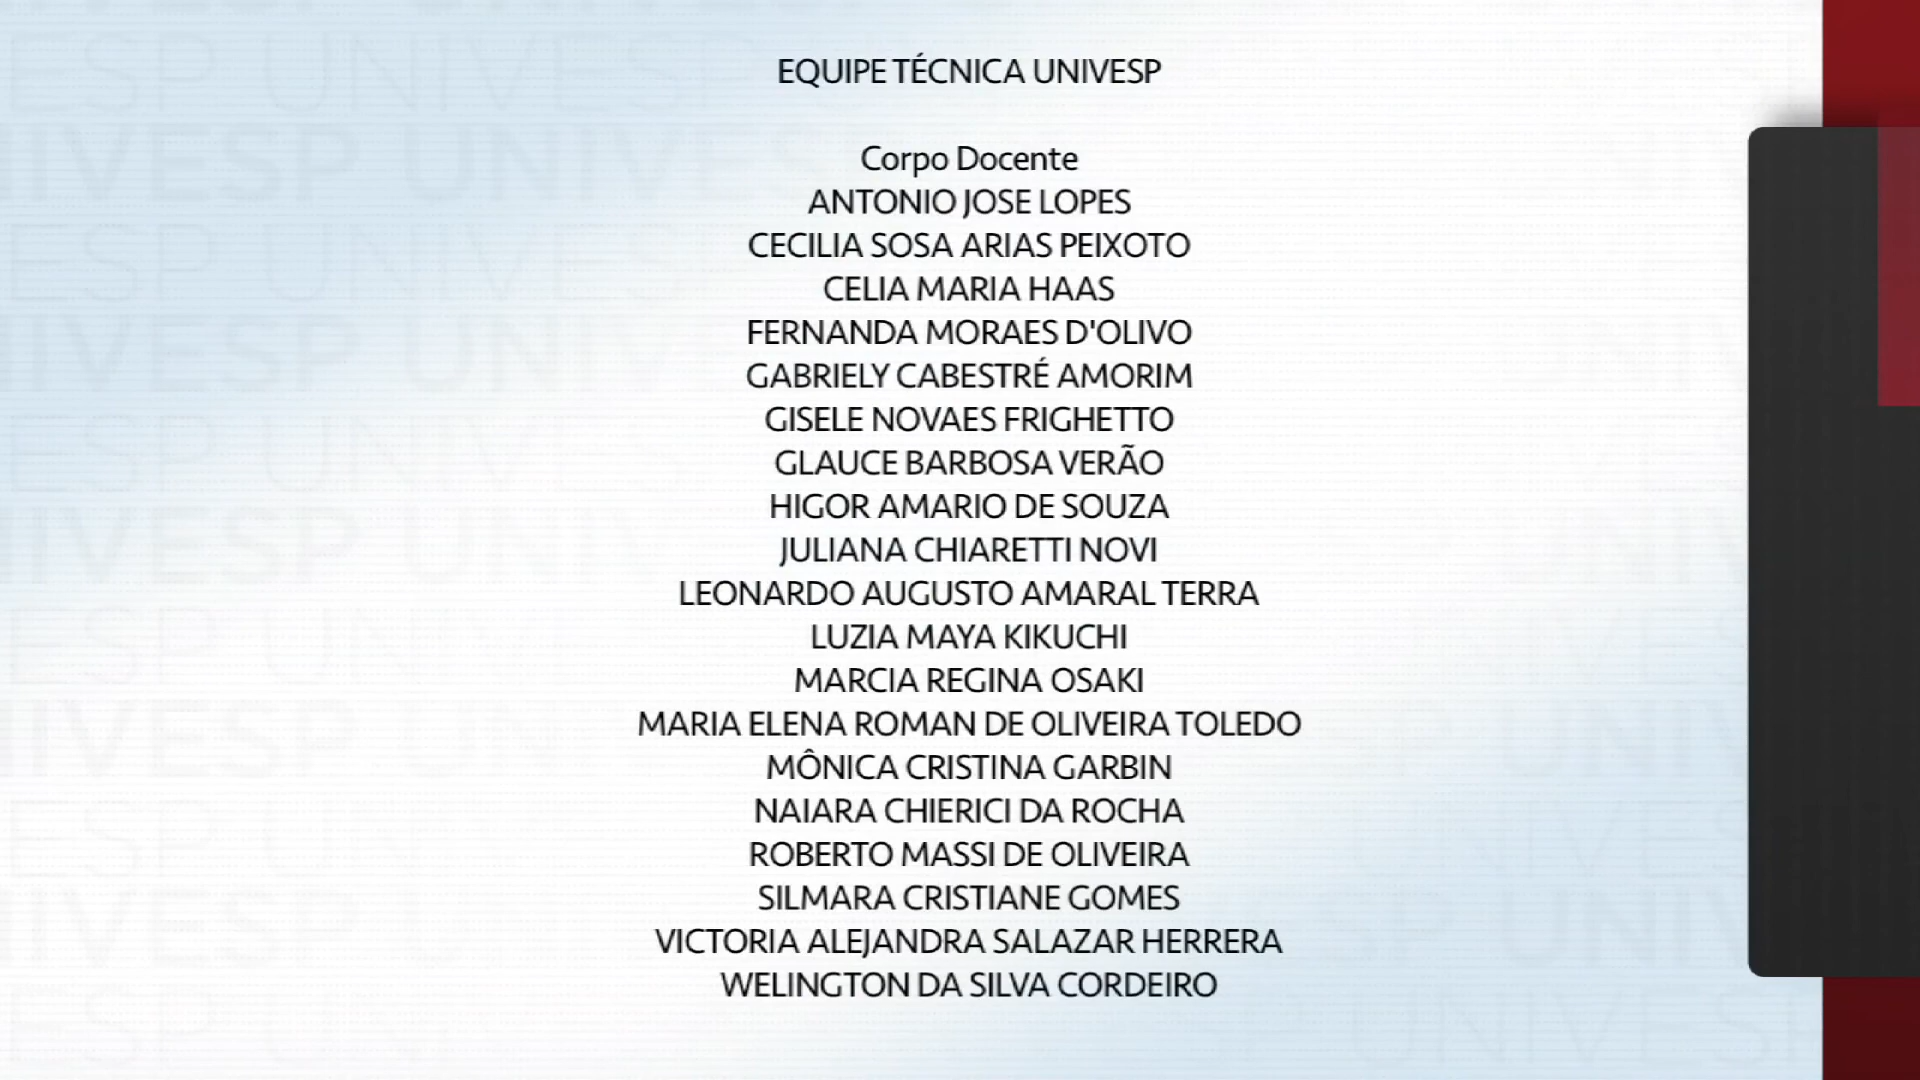 EQUIPE TÉCNICA UNIVESP
Corpo Docente
ANTONIO JOSE LOPES
CECILIA SOSA ARIAS PEIXOTO
CELIA MARIA HAAS
FERNANDA MORAES D'OLIVO
GABRIELY CABESTRÉ AMORIM
GISELE NOVAES FRIGHETTO
GLAUCE BARBOSA VERÃO
HIGOR AMARIO DE SOUZA
JULIANA CHIARETTI NOVI
LEONARDO AUGUSTO AMARAL TERRA
LUZIA MAYA KIKUCHI
MARCIA REGINA OSAKI
MARIA ELENA ROMAN DE OLIVEIRA TOLEDO
MÔNICA CRISTINA GARBIN
NAIARA CHIERICI DA ROCHA
ROBERTO MASSI DE OLIVEIRA
SILMARA CRISTIANE GOMES
VICTORIA ALEJANDRA SALAZAR HERRERA
WELINGTON DA SILVA CORDEIRO